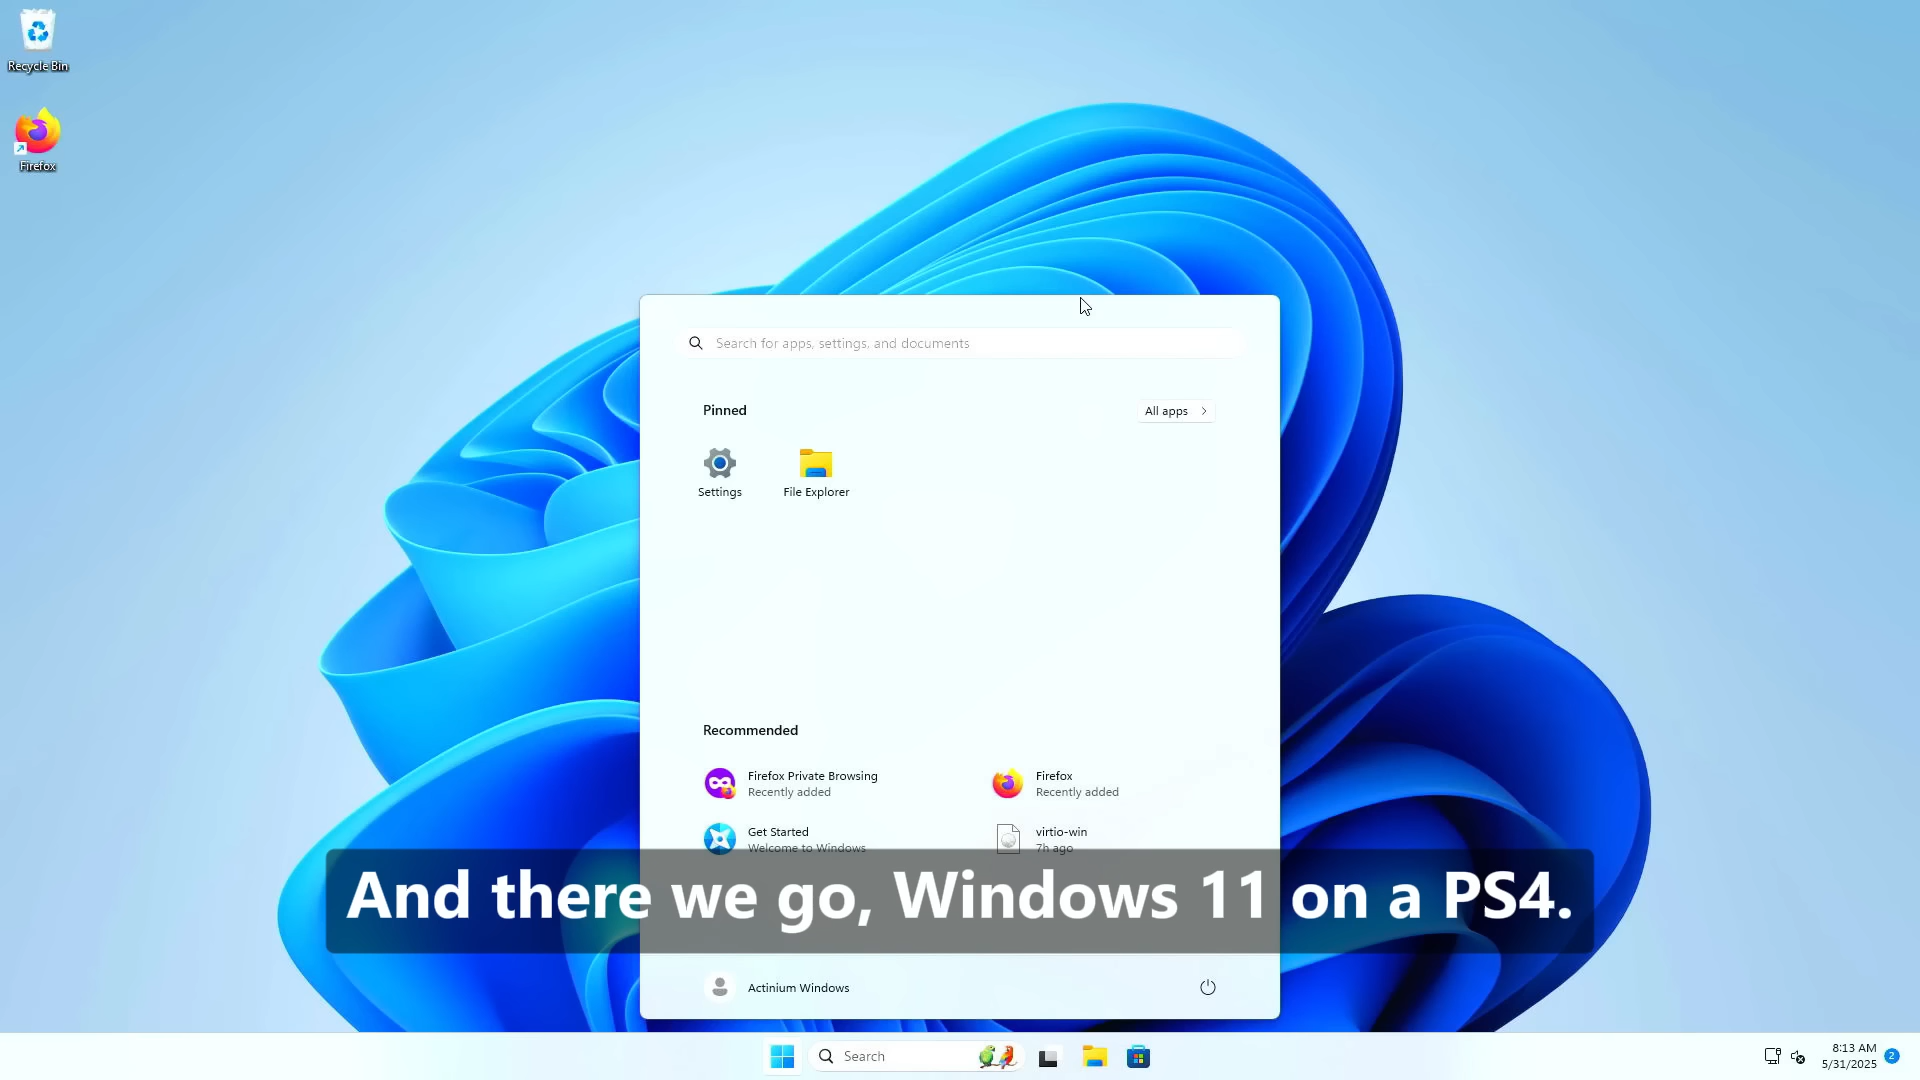 Recycle Bin
Firefox
Search for apps, settings, and documents
Pinned
All apps
Settings
File Explorer
Recommended
Firefox Private Browsing
Recently added
Firefox
Recently added
Get Started
Welcome to Windows
virtio-win
7h ago
And there we go, Windows 11 on a PS4.
Actinium Windows
Search
8:13 AM
5/31/2025
2